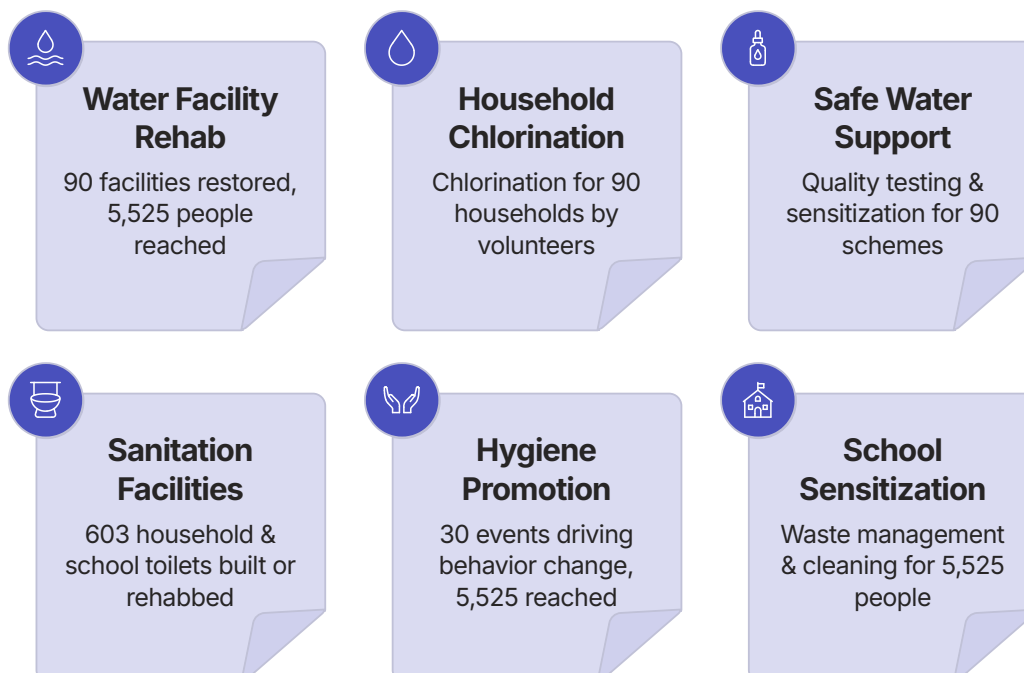 Water Facility
Rehab
90 facilities restored,
5,525 people
reached
Household
Chlorination
Chlorination for 90
households by
volunteers
Safe Water
Support
Quality testing &
sensitization for 90
schemes
Sanitation
Facilities
603 household &
school toilets built or
rehabbed
Hygiene
Promotion
30 events driving
behavior change,
5,525 reached
School
Sensitization
Waste management
& cleaning for 5,525
people